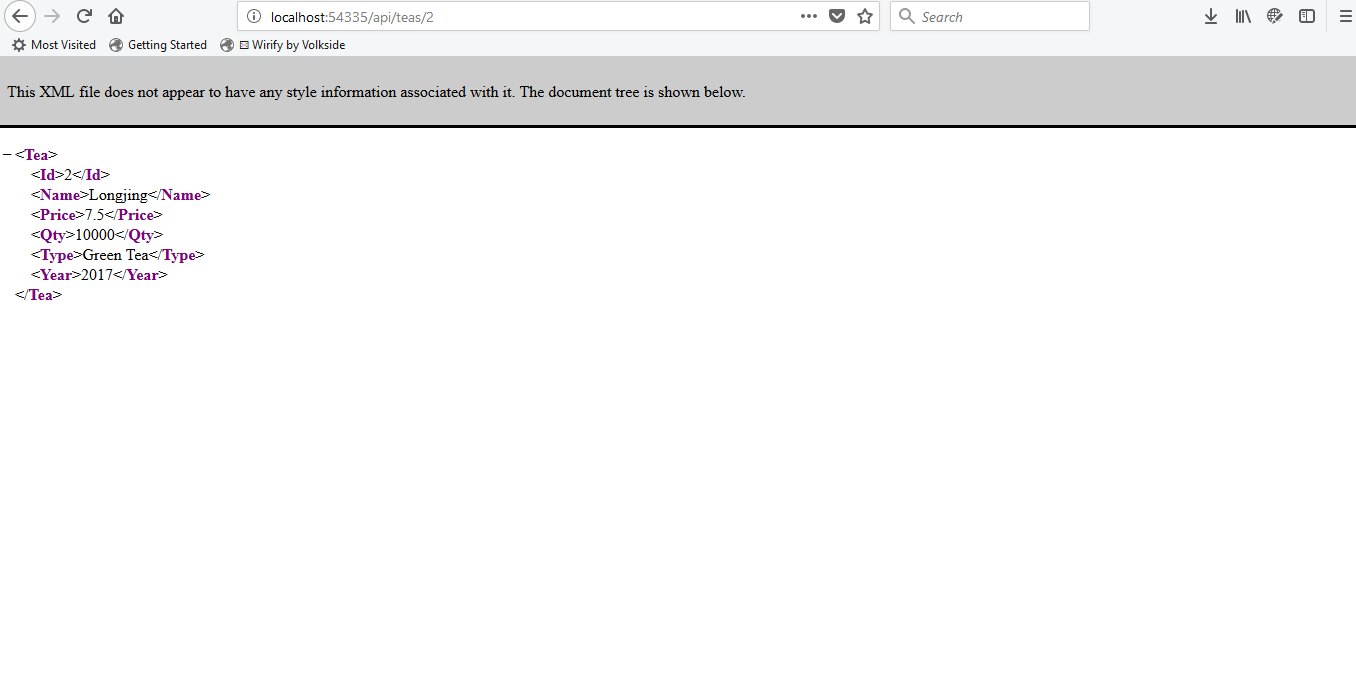 localhost:54335/api/teas/2
Search
Most Visited Getting Started Wirify by Volkside
This XML file does not appear to have any style information associated with it. The document tree is shown below.
−<Tea>
<Id>2</Id>
<Name>Longjing</Name>
<Price>7.5</Price>
<Qty>10000</Qty>
<Type>Green Tea</Type>
<Year>2017</Year>
</Tea>